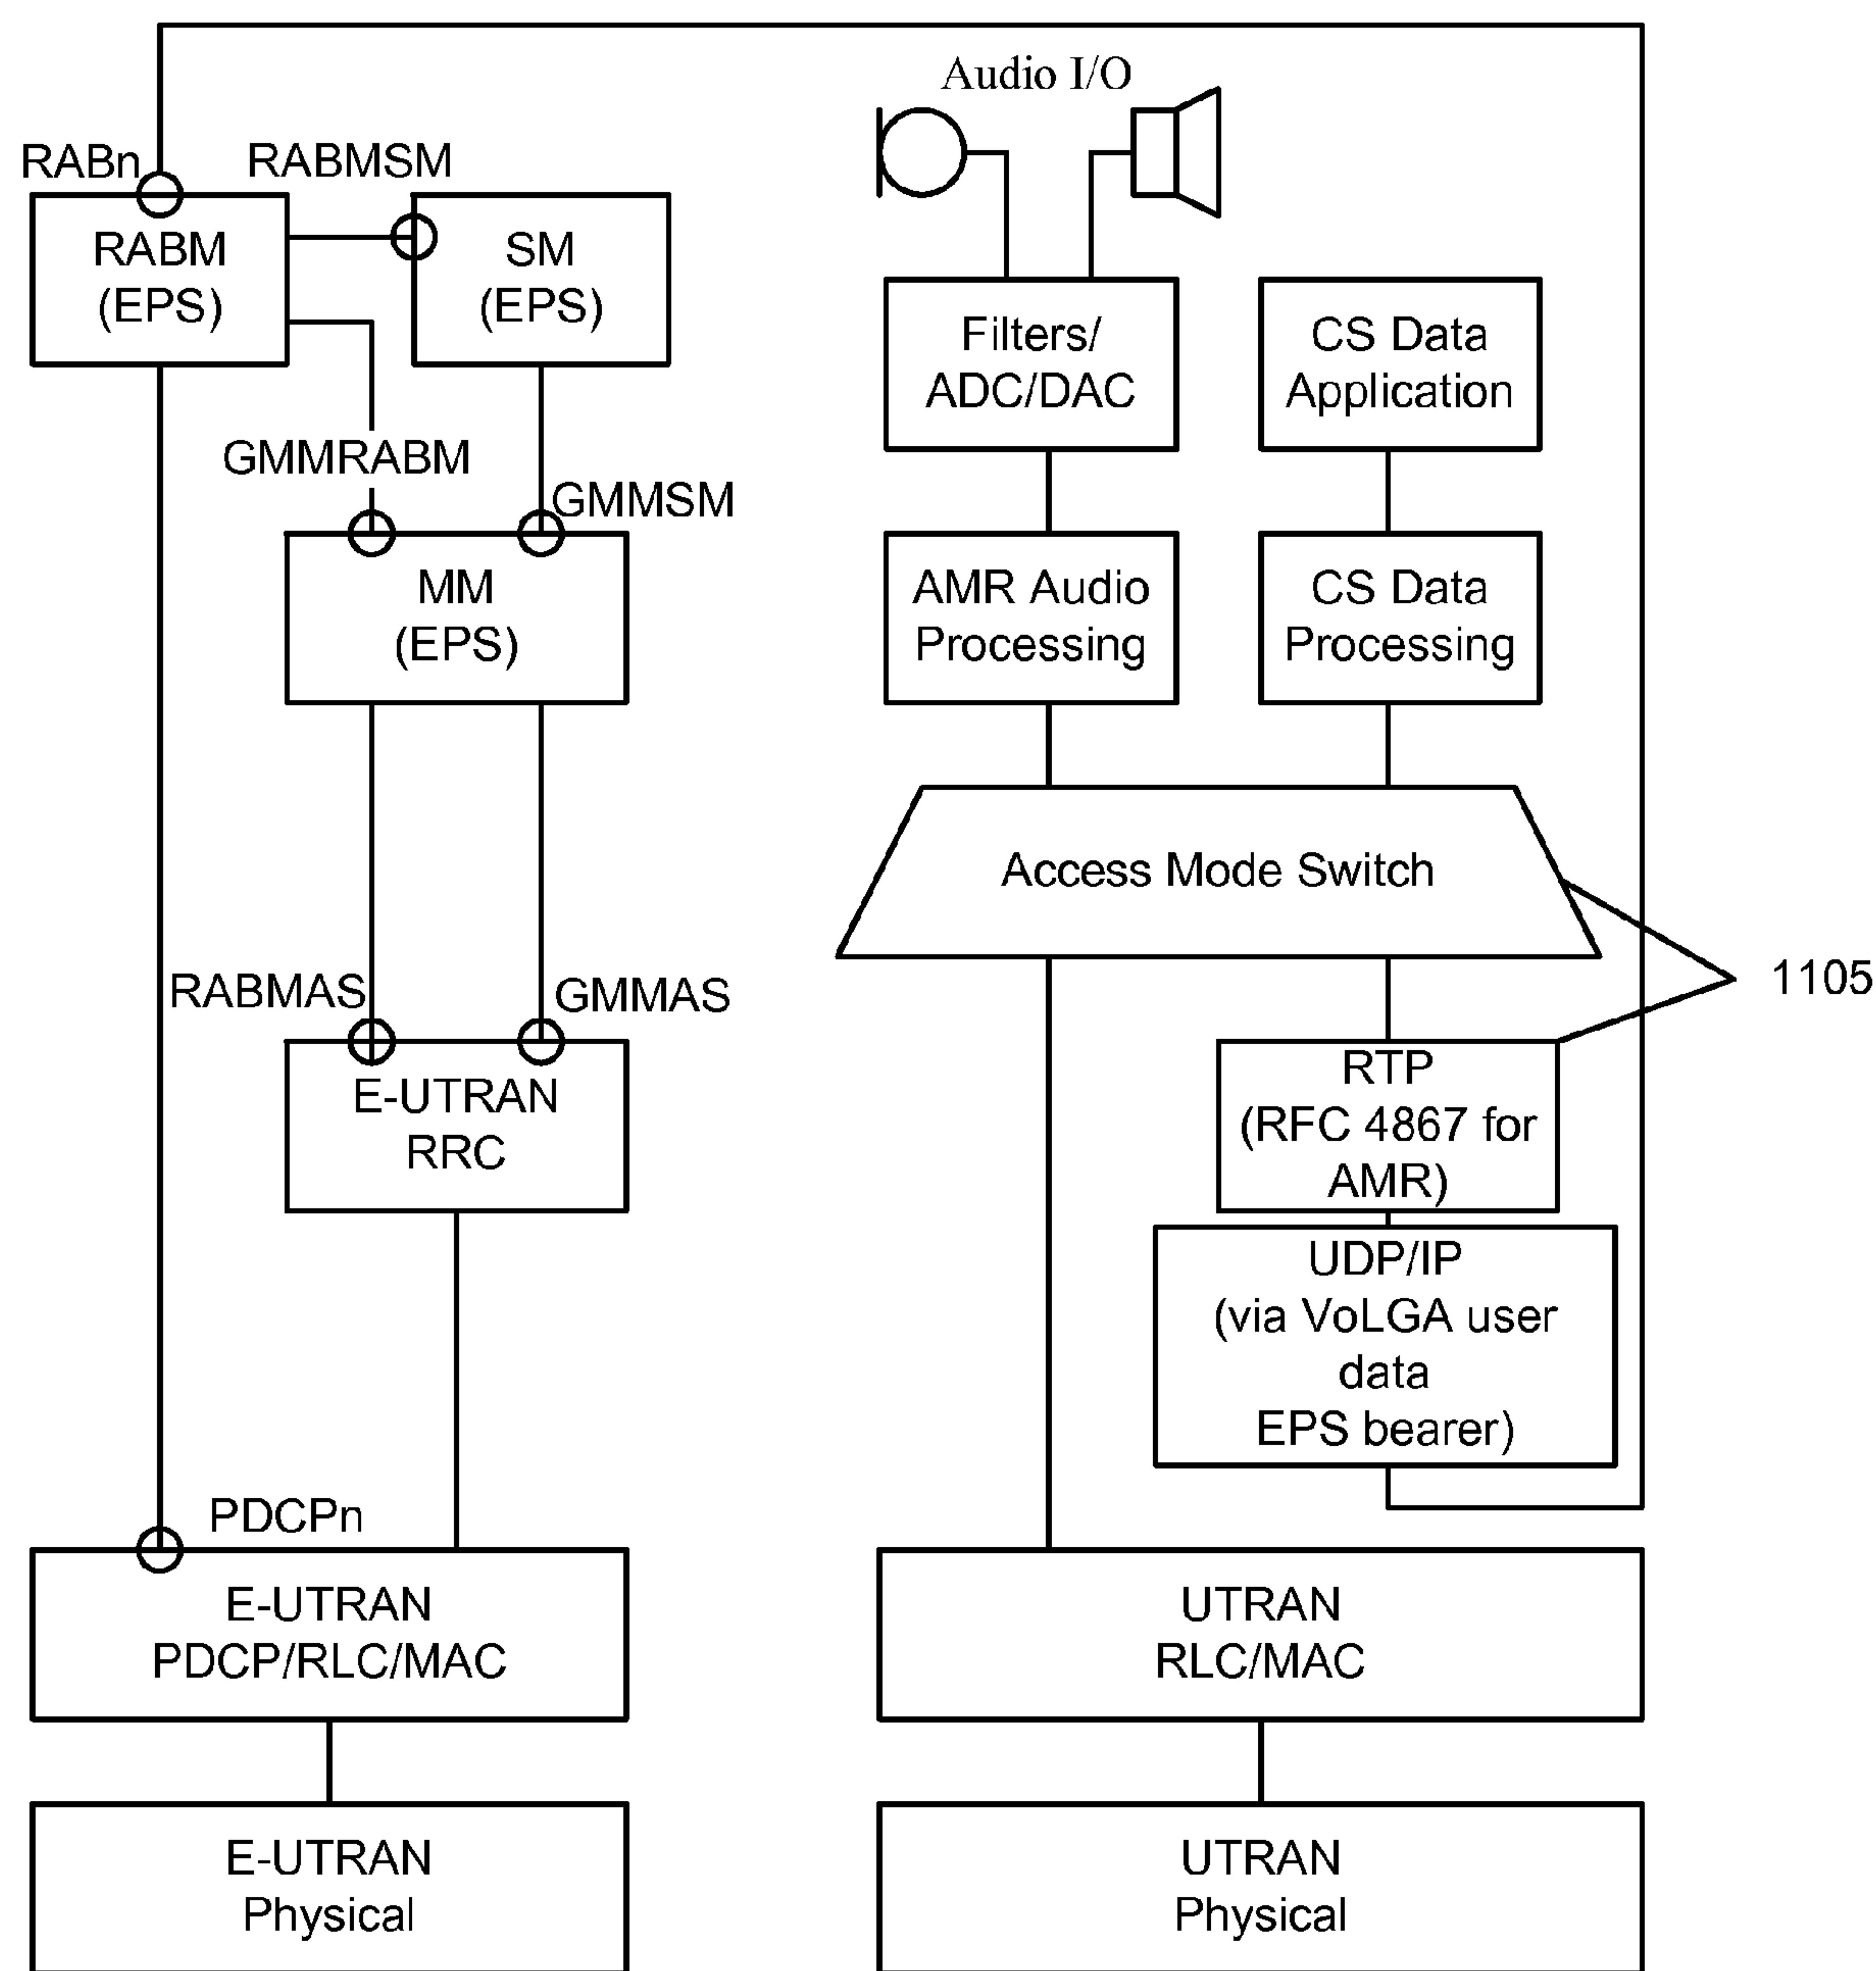 Audio I/O
RABn
RABMSM
RABM
(EPS)
SM
(EPS)
Filters/
ADC/DAC
CS Data
Application
GMMRABM
GMMSM
MM
(EPS)
AMR Audio
Processing
CS Data
Processing
Access Mode Switch
1105
RABMAS
GMMAS
E-UTRAN
RRC
RTP
(RFC 4867 for
AMR)
UDP/IP
(via VoLGA user
data
EPS bearer)
PDCPn
E-UTRAN
PDCP/RLC/MAC
UTRAN
RLC/MAC
E-UTRAN
Physical
UTRAN
Physical